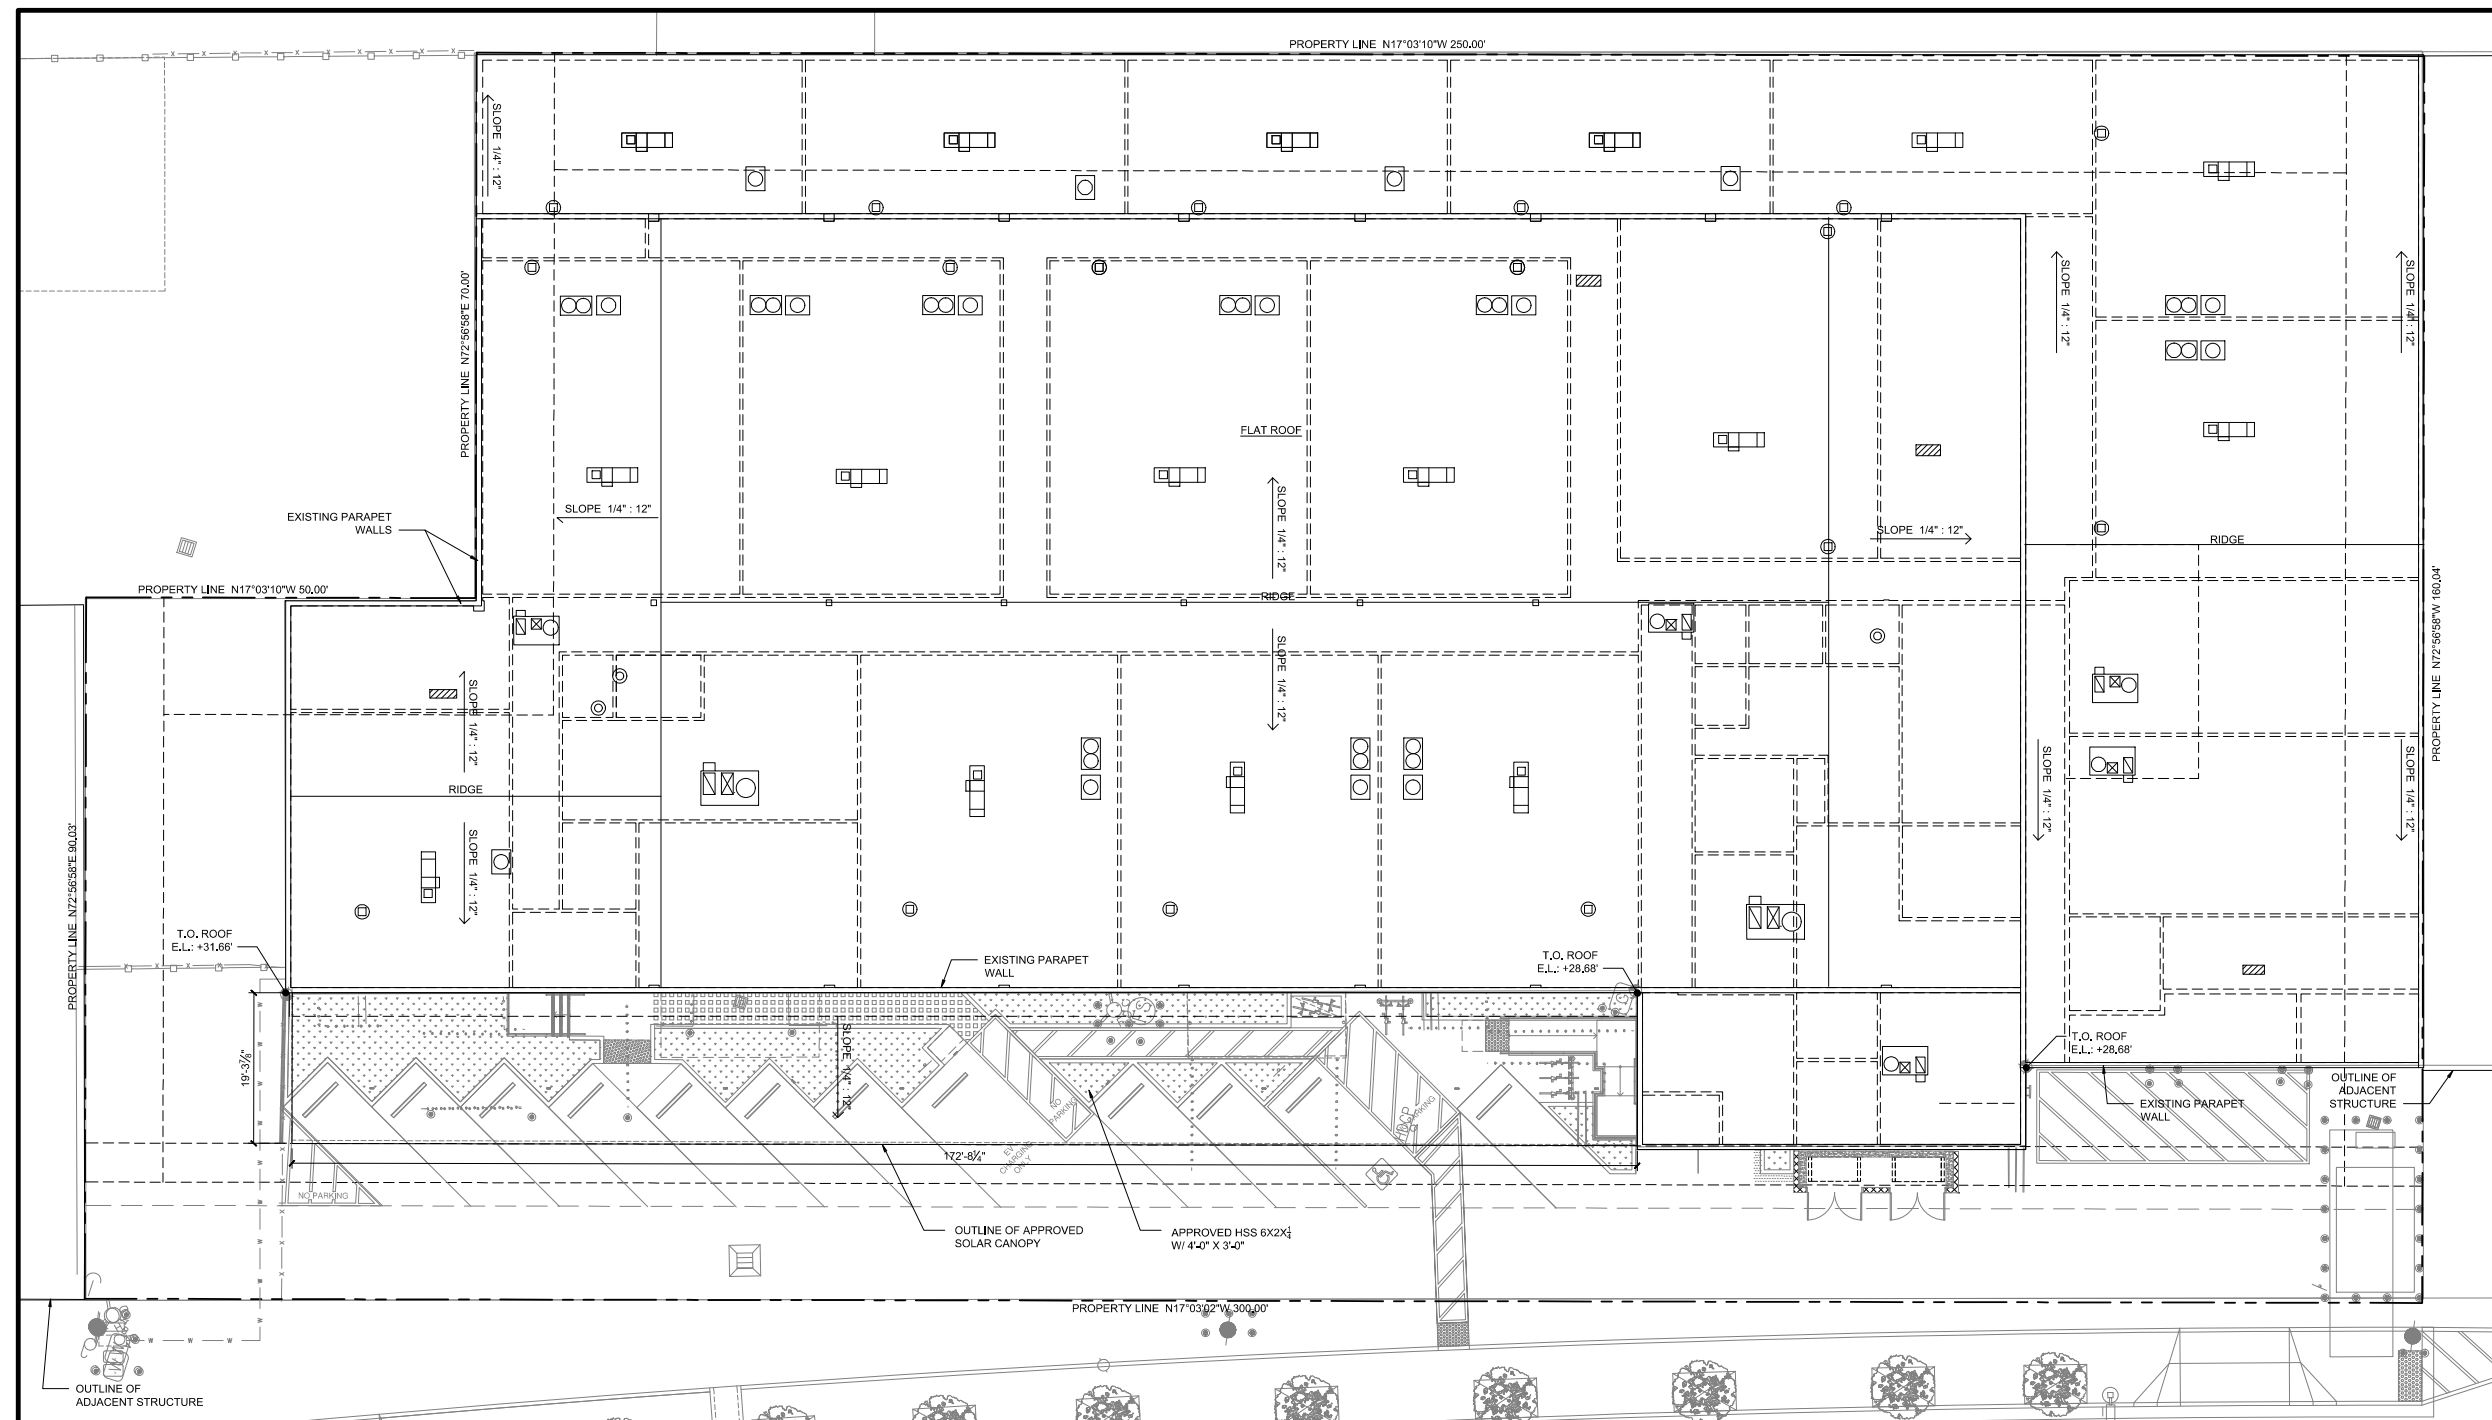 PROPERTY LINE N17°03'10"W 250.00'
SLOPE 1/4" : 12"
PROPERTY LINE N72°56'58"E 70.00'
SLOPE 1/4" : 12"
SLOPE 1/4" : 12"
FLAT ROOF
SLOPE 1/4" : 12"
SLOPE 1/4" : 12"
SLOPE 1/4" : 12"
EXISTING PARAPET
WALLS
RIDGE
PROPERTY LINE N17°03'10"W 50.00'
RIDGE
PROPERTY LINE N72°56'58"W 160.04'
SLOPE 1/4" : 12"
SLOPE 1/4" : 12"
SLOPE 1/4" : 12"
SLOPE 1/4" : 12"
RIDGE
SLOPE 1/4" : 12"
PROPERTY LINE N72°56'58"E 90.03'
T.O. ROOF
E.L.: +31.66'
EXISTING PARAPET
WALL
T.O. ROOF
E.L.: +28.68'
SLOPE 1/4" : 12"
19'-3⅞"
T.O. ROOF
E.L.: +28.68'
OUTLINE OF
ADJACENT
STRUCTURE
EXISTING PARAPET
WALL
NO
PARKING
HDCP
PARKING
EV
CHARGING
ONLY
172'-8¼"
NO PARKING
OUTLINE OF APPROVED
SOLAR CANOPY
APPROVED HSS 6X2X¼
W/ 4'-0" X 3'-0"
PROPERTY LINE N17°03'02"W 300.00'
OUTLINE OF
ADJACENT STRUCTURE